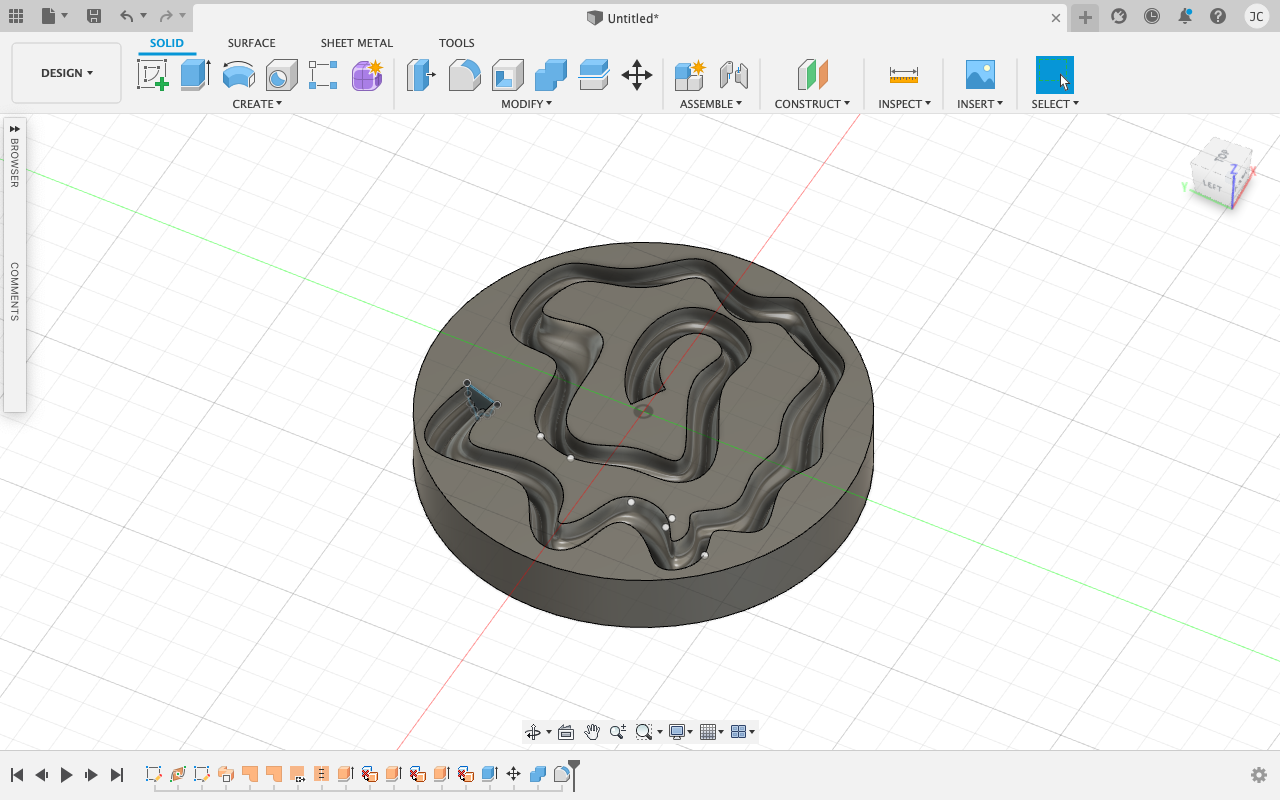 Untitled*
JC
SOLID
SURFACE
SHEET METAL
TOOLS
DESIGN
CREATE
MODIFY
ASSEMBLE
CONSTRUCT
INSPECT
INSERT
SELECT
BROWSER
COMMENTS
TOP
LEFT
Z
X
Y